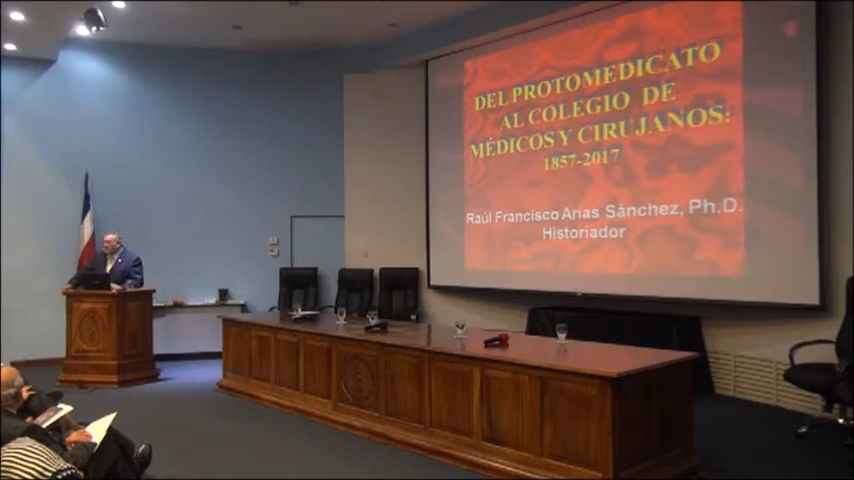 DEL PROTOMEDICATO
AL COLEGIO DE
MÉDICOS Y CIRUJANOS:
1857-2017
Raúl Francisco Arias Sánchez, Ph.D.
Historiador